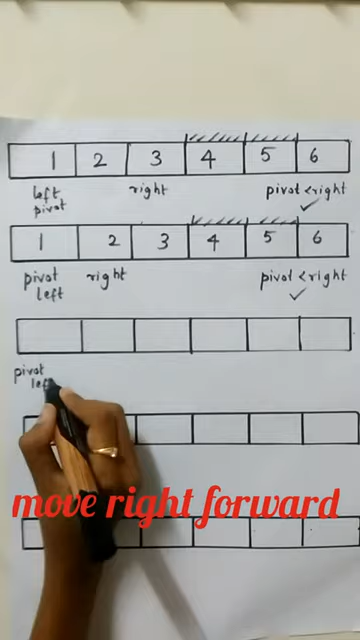 1 2 3 4 5 6
left right pivot < right
pivot
1 2 3 4 5 6
pivot right pivot < right
left
pivot
left
move right forward